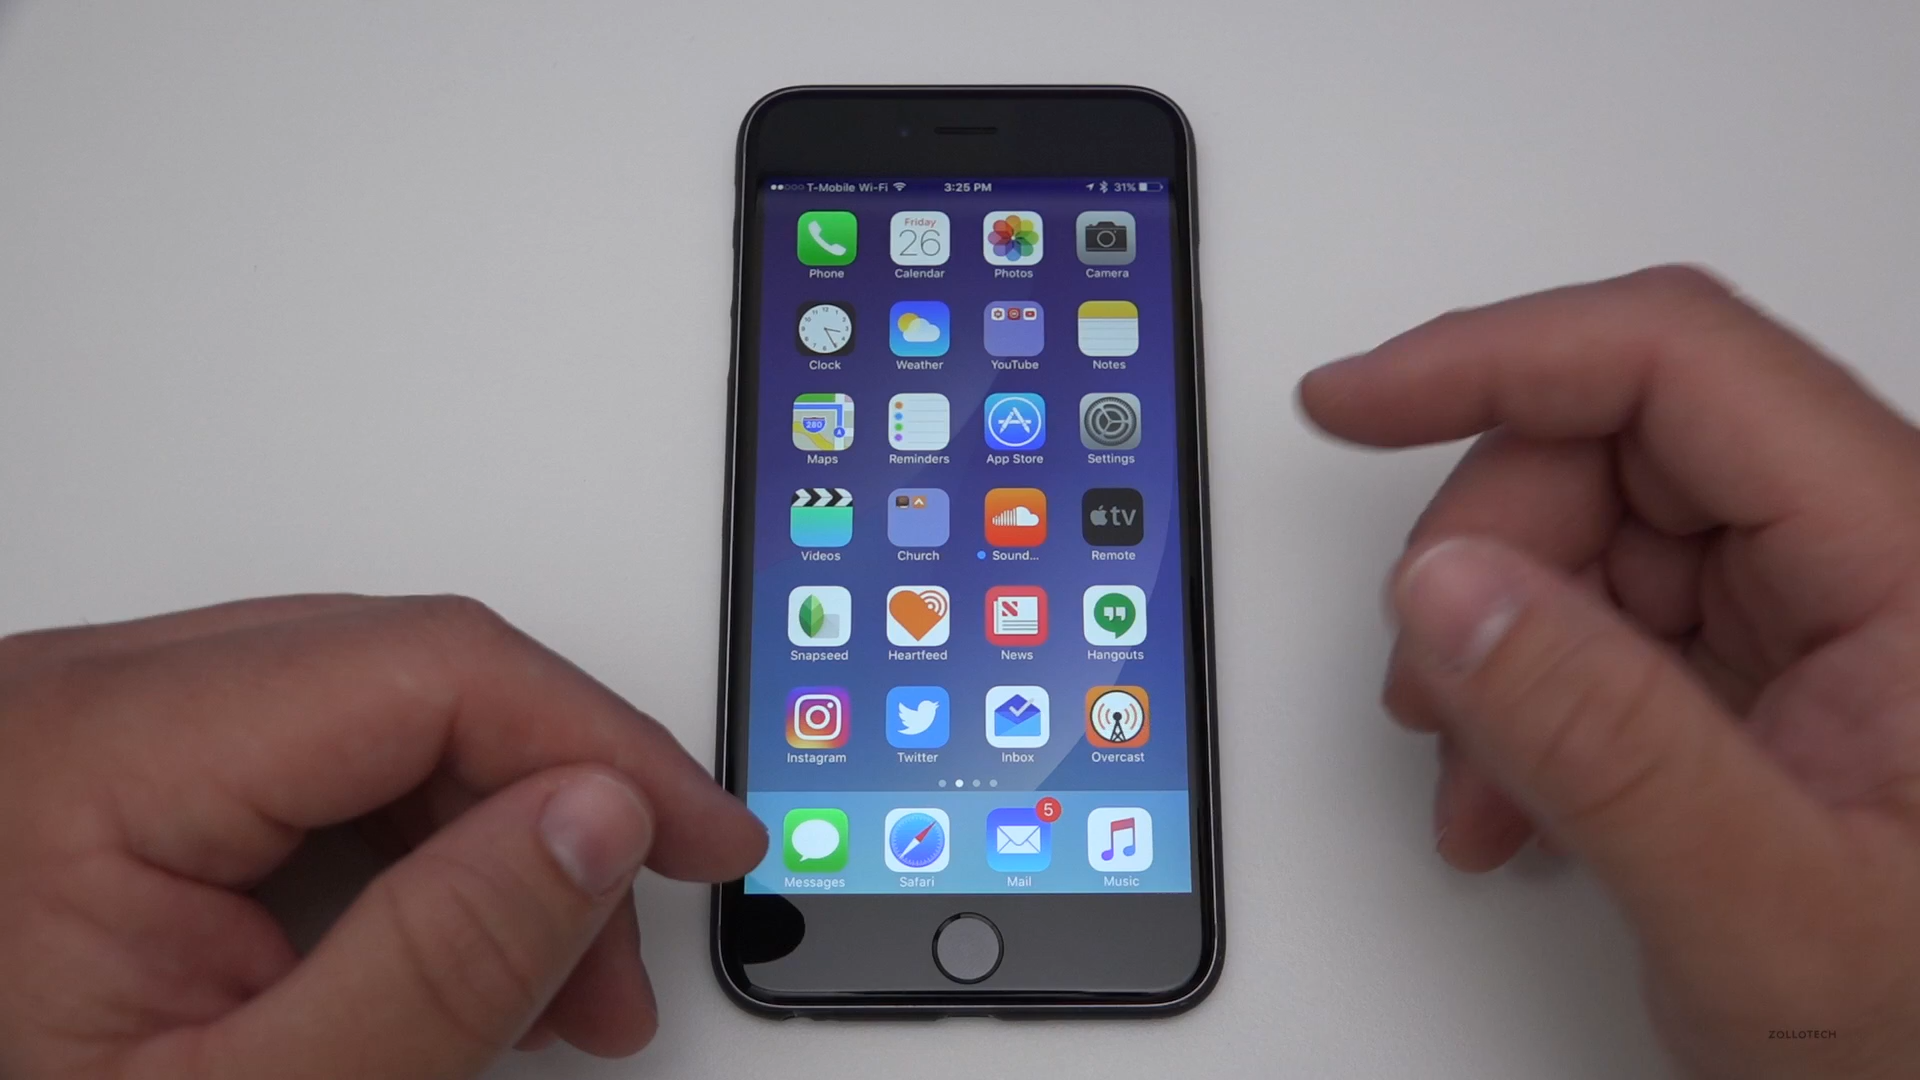 T-Mobile Wi-Fi 3:25 PM 31%
Friday
26
Phone Calendar Photos Camera
Clock Weather YouTube Notes
280
Maps Reminders App Store Settings
tv
Videos Church Sound... Remote
Snapseed Heartfeed News Hangouts
Instagram Twitter Inbox Overcast
5
Messages Safari Mail Music
ZOLLOTECH